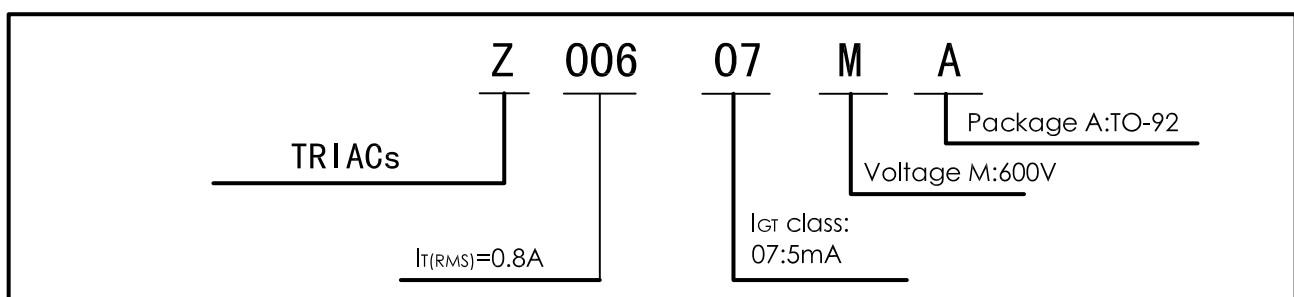 Z 006 07 M A
Package A:TO-92
TRIACs
Voltage M:600V
IGT class:
07:5mA
IT(RMS)=0.8A